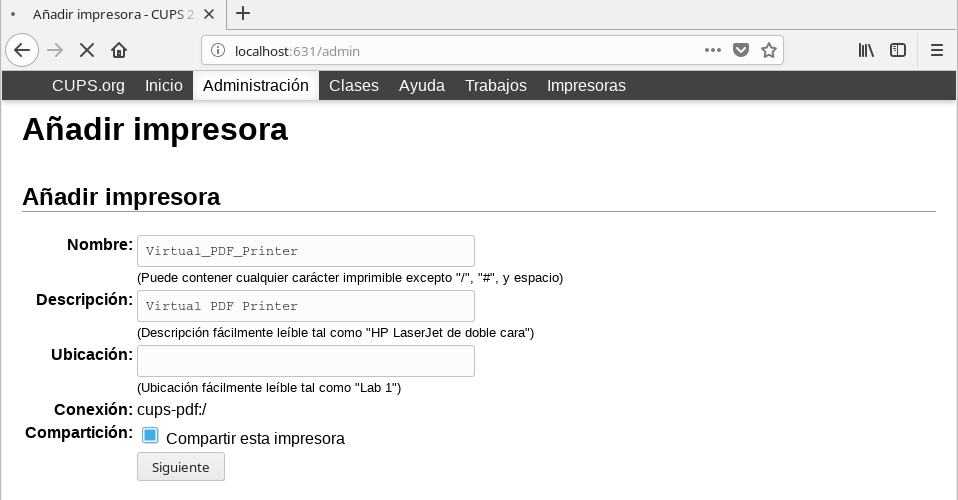 Añadir impresora - CUPS 2
localhost:631/admin
CUPS.org Inicio Administración Clases Ayuda Trabajos Impresoras
Añadir impresora
Añadir impresora
Nombre: Virtual_PDF_Printer
(Puede contener cualquier carácter imprimible excepto "/", "#", y espacio)
Descripción: Virtual PDF Printer
(Descripción fácilmente leíble tal como "HP LaserJet de doble cara")
Ubicación:
(Ubicación fácilmente leíble tal como "Lab 1")
Conexión: cups-pdf:/
Compartición: Compartir esta impresora
Siguiente